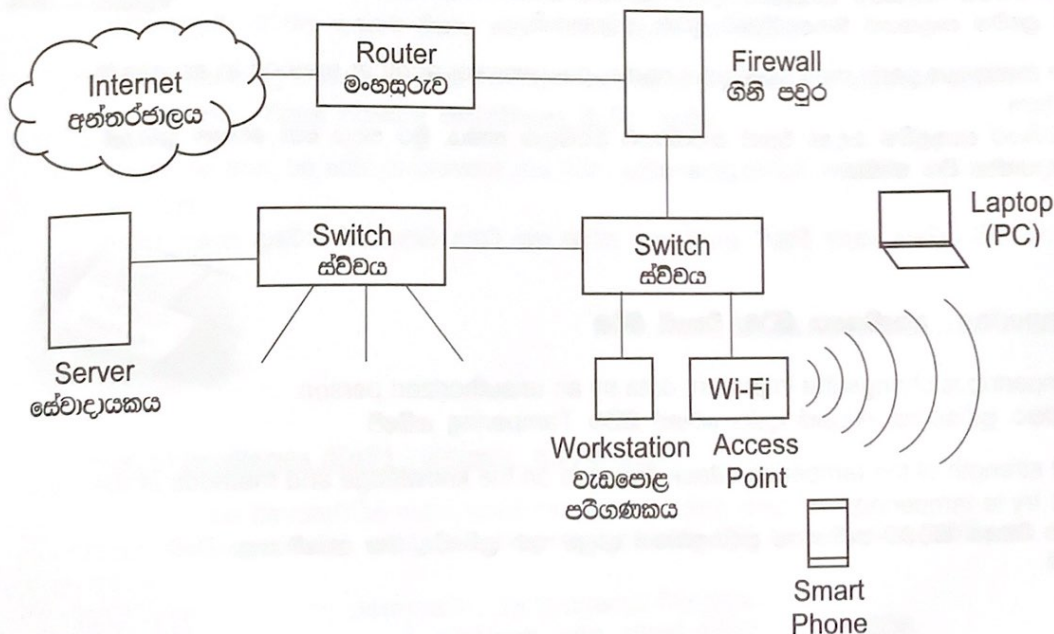 Internet
අන්තර්ජාලය
Router
මංහසුරුව
Firewall
ගිනි පවුර
Laptop
(PC)
Switch
ස්විචය
Switch
ස්විචය
Server
සේවාදායකය
Wi-Fi
Workstation
වැඩපොළ
පරිගණකය
Access
Point
Smart
Phone